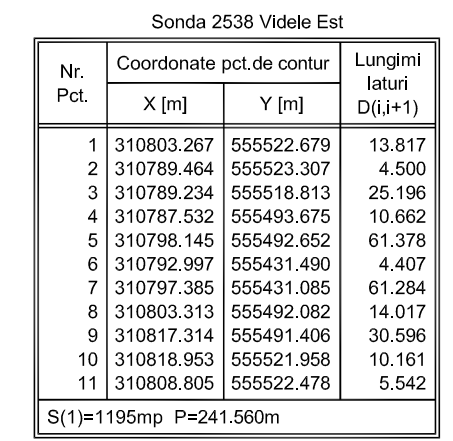 Sonda 2538 Videle Est
Nr. Pct. Coordonate pct.de contur Lungimi laturi D(i,i+1)
X [m] Y [m]
1 310803.267 555522.679 13.817
2 310789.464 555523.307 4.500
3 310789.234 555518.813 25.196
4 310787.532 555493.675 10.662
5 310798.145 555492.652 61.378
6 310792.997 555431.490 4.407
7 310797.385 555431.085 61.284
8 310803.313 555492.082 14.017
9 310817.314 555491.406 30.596
10 310818.953 555521.958 10.161
11 310808.805 555522.478 5.542
S(1)=1195mp P=241.560m